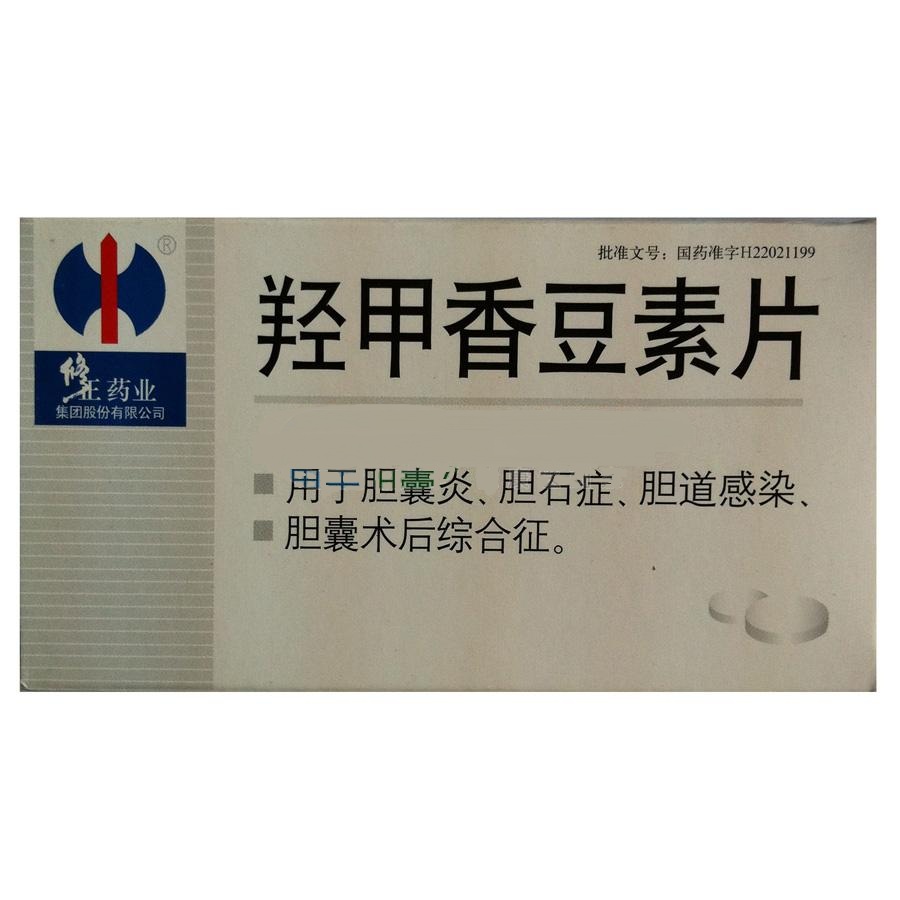 批准文号：国药准字H22021199
®
羟甲香豆素片
修正药业
集团股份有限公司
用于胆囊炎、胆石症、胆道感染、
胆囊术后综合征。